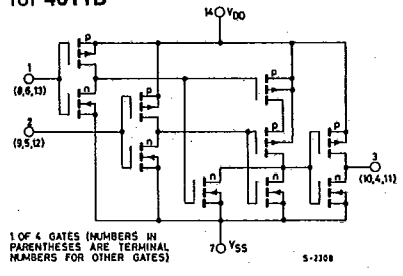 for 4011B
14 VDD
p
p
p
p
p
1
(8,6,13)
n
n
2
(9,5,12)
n
n
n
3
(10,4,11)
7 VSS
1 OF 4 GATES (NUMBERS IN
PARENTHESES ARE TERMINAL
NUMBERS FOR OTHER GATES)
S-2308